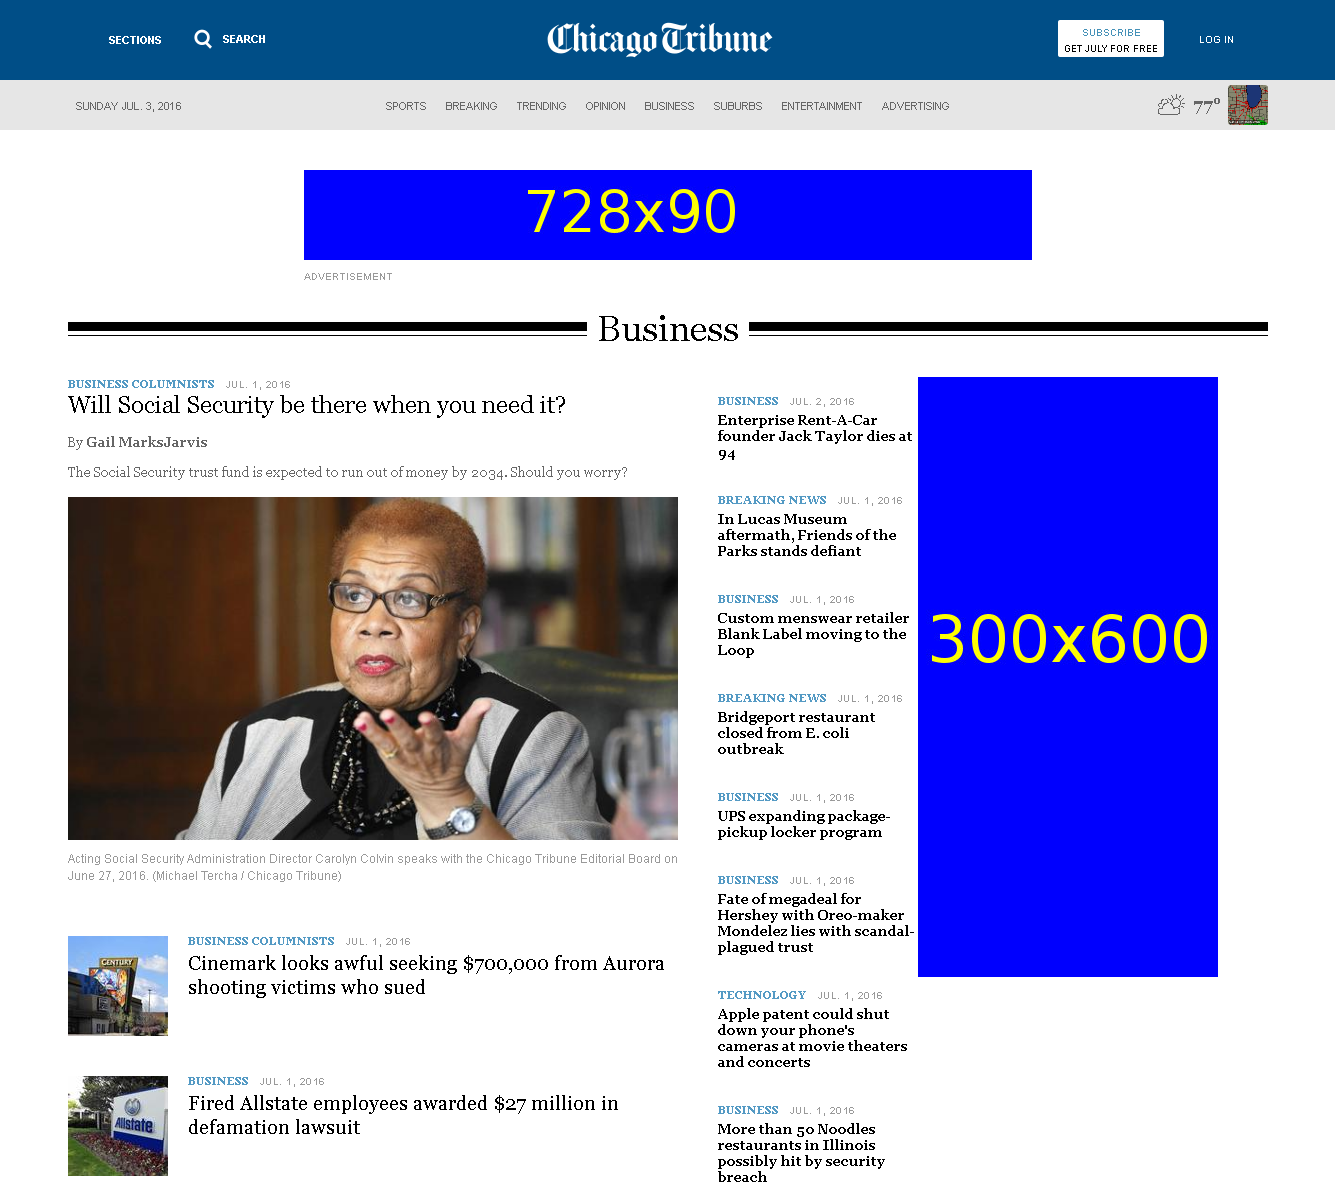 SECTIONS
SEARCH
Chicago Tribune
SUBSCRIBE
GET JULY FOR FREE
LOG IN
SUNDAY JUL. 3, 2016
SPORTS BREAKING TRENDING OPINION BUSINESS SUBURBS ENTERTAINMENT ADVERTISING
77°
728x90
ADVERTISEMENT
Business
BUSINESS COLUMNISTS JUL. 1, 2016
Will Social Security be there when you need it?
By Gail MarksJarvis
The Social Security trust fund is expected to run out of money by 2034. Should you worry?
Acting Social Security Administration Director Carolyn Colvin speaks with the Chicago Tribune Editorial Board on
June 27, 2016. (Michael Tercha / Chicago Tribune)
CENTURY
BUSINESS COLUMNISTS JUL. 1, 2016
Cinemark looks awful seeking $700,000 from Aurora
shooting victims who sued
Allstate
BUSINESS JUL. 1, 2016
Fired Allstate employees awarded $27 million in
defamation lawsuit
BUSINESS JUL. 2, 2016
Enterprise Rent-A-Car
founder Jack Taylor dies at
94
BREAKING NEWS JUL. 1, 2016
In Lucas Museum
aftermath, Friends of the
Parks stands defiant
BUSINESS JUL. 1, 2016
Custom menswear retailer
Blank Label moving to the
Loop
BREAKING NEWS JUL. 1, 2016
Bridgeport restaurant
closed from E. coli
outbreak
BUSINESS JUL. 1, 2016
UPS expanding package-
pickup locker program
BUSINESS JUL. 1, 2016
Fate of megadeal for
Hershey with Oreo-maker
Mondelez lies with scandal-
plagued trust
TECHNOLOGY JUL. 1, 2016
Apple patent could shut
down your phone's
cameras at movie theaters
and concerts
BUSINESS JUL. 1, 2016
More than 50 Noodles
restaurants in Illinois
possibly hit by security
breach
300x600